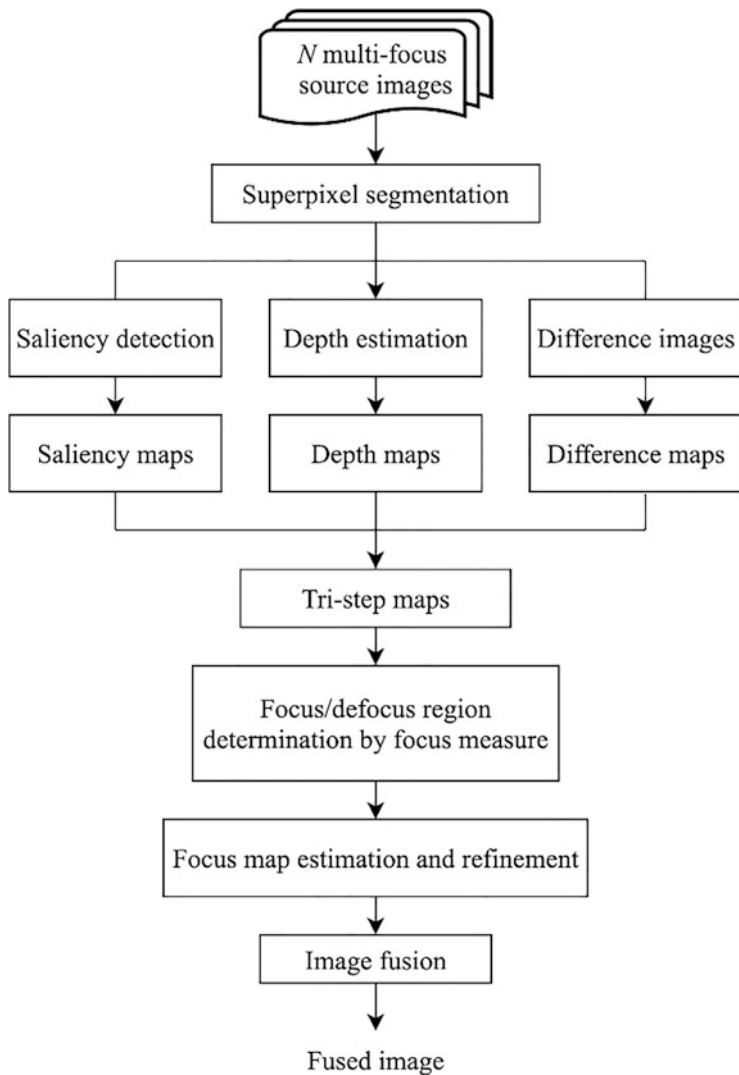 N multi-focus
source images
Superpixel segmentation
Saliency detection
Depth estimation
Difference images
Saliency maps
Depth maps
Difference maps
Tri-step maps
Focus/defocus region
determination by focus measure
Focus map estimation and refinement
Image fusion
Fused image